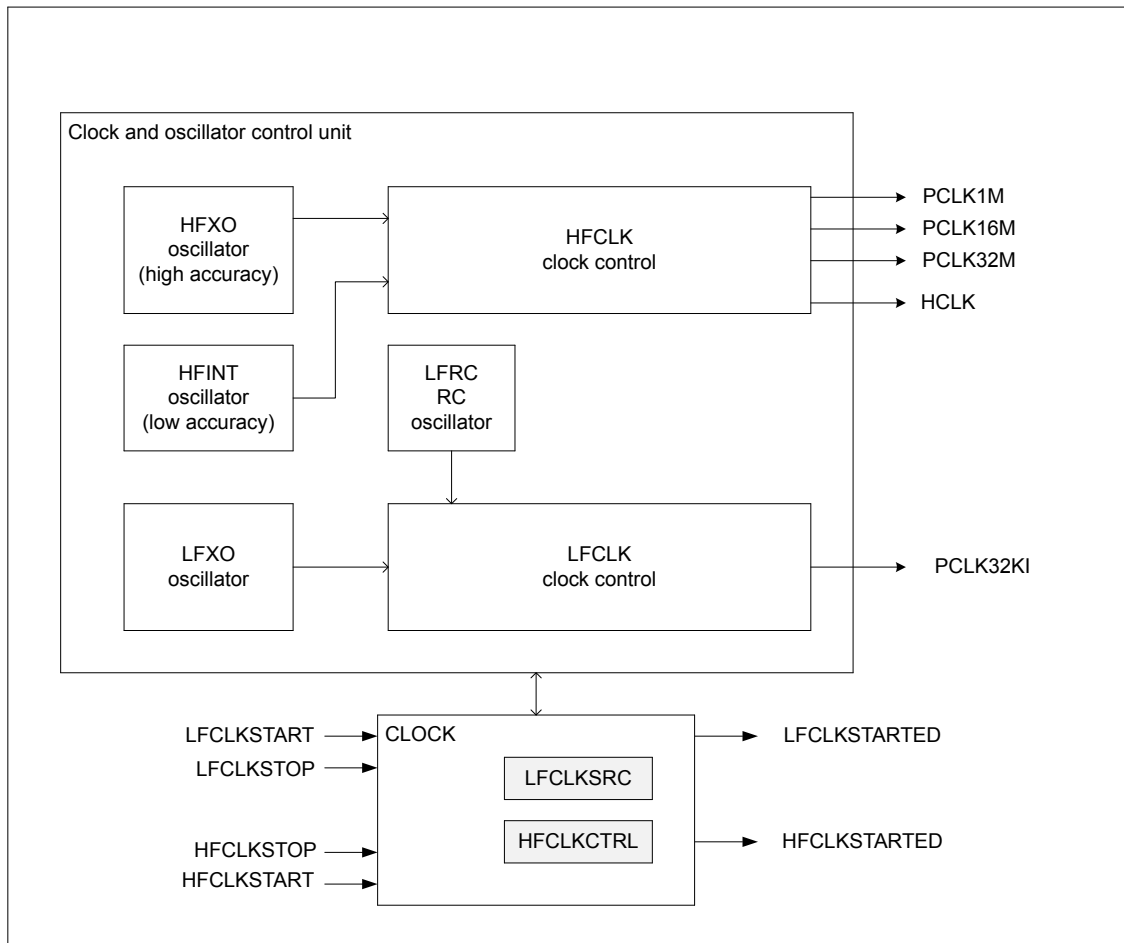 Clock and oscillator control unit
HFXO
oscillator
(high accuracy)
HFCLK
clock control
PCLK1M
PCLK16M
PCLK32M
HCLK
HFINT
oscillator
(low accuracy)
LFRC
RC
oscillator
LFXO
oscillator
LFCLK
clock control
PCLK32KI
LFCLKSTART
LFCLKSTOP
HFCLKSTOP
HFCLKSTART
CLOCK
LFCLKSRC
HFCLKCTRL
LFCLKSTARTED
HFCLKSTARTED